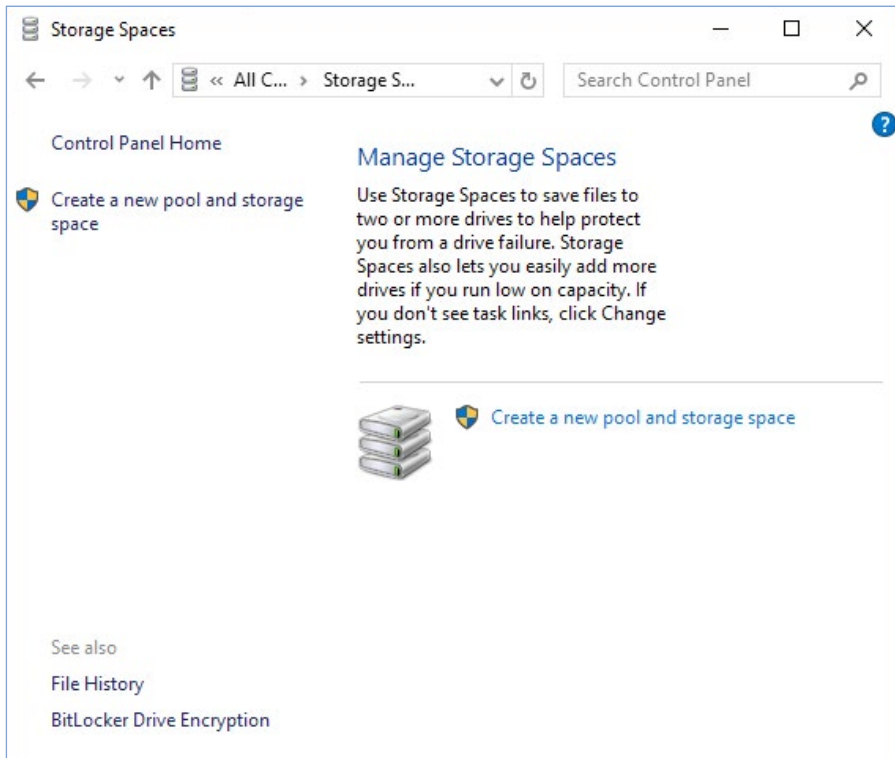 Storage Spaces
« All C... › Storage S...
Search Control Panel
?
Control Panel Home
Create a new pool and storage
space
Manage Storage Spaces
Use Storage Spaces to save files to
two or more drives to help protect
you from a drive failure. Storage
Spaces also lets you easily add more
drives if you run low on capacity. If
you don't see task links, click Change
settings.
Create a new pool and storage space
See also
File History
BitLocker Drive Encryption